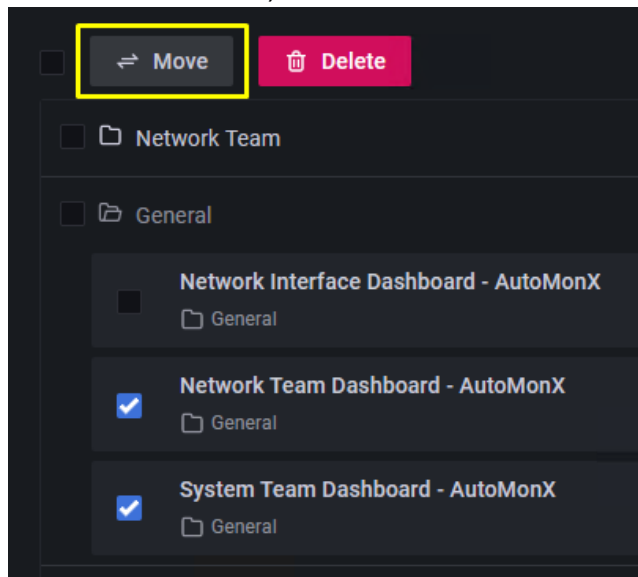 Move
Delete
Network Team
General
Network Interface Dashboard - AutoMonX
General
Network Team Dashboard - AutoMonX
General
System Team Dashboard - AutoMonX
General